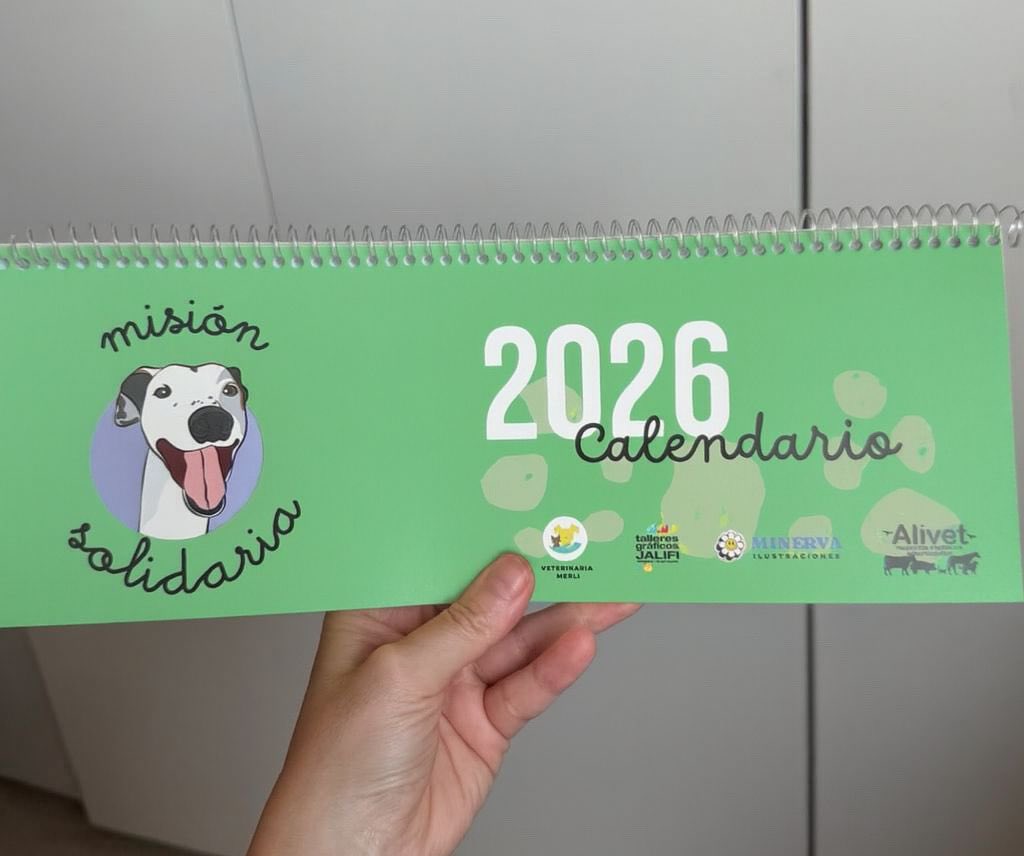 misión
solidaria
2026
Calendario
VETERINARIA
MERLI
talleres
gráficos
JALIFI
MINERVA
ILUSTRACIONES
Alivet